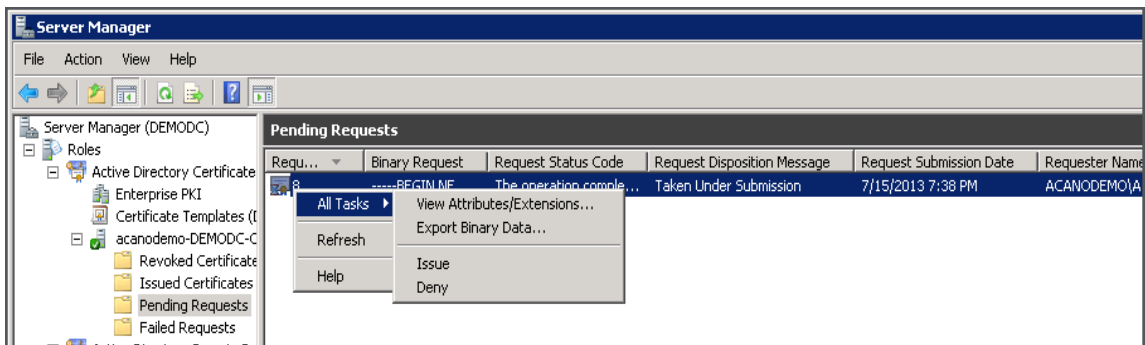 Server Manager
File Action View Help
Server Manager (DEMODC)
Roles
Active Directory Certificate
Enterprise PKI
Certificate Templates (
acanodemo-DEMODC-C
Revoked Certificate
Issued Certificates
Pending Requests
Failed Requests
Pending Requests
Requ... Binary Request Request Status Code Request Disposition Message Request Submission Date Requester Name
8 -----BEGIN NE... The operation comple... Taken Under Submission 7/15/2013 7:38 PM ACANODEMO\A
All Tasks
Refresh
Help
View Attributes/Extensions...
Export Binary Data...
Issue
Deny